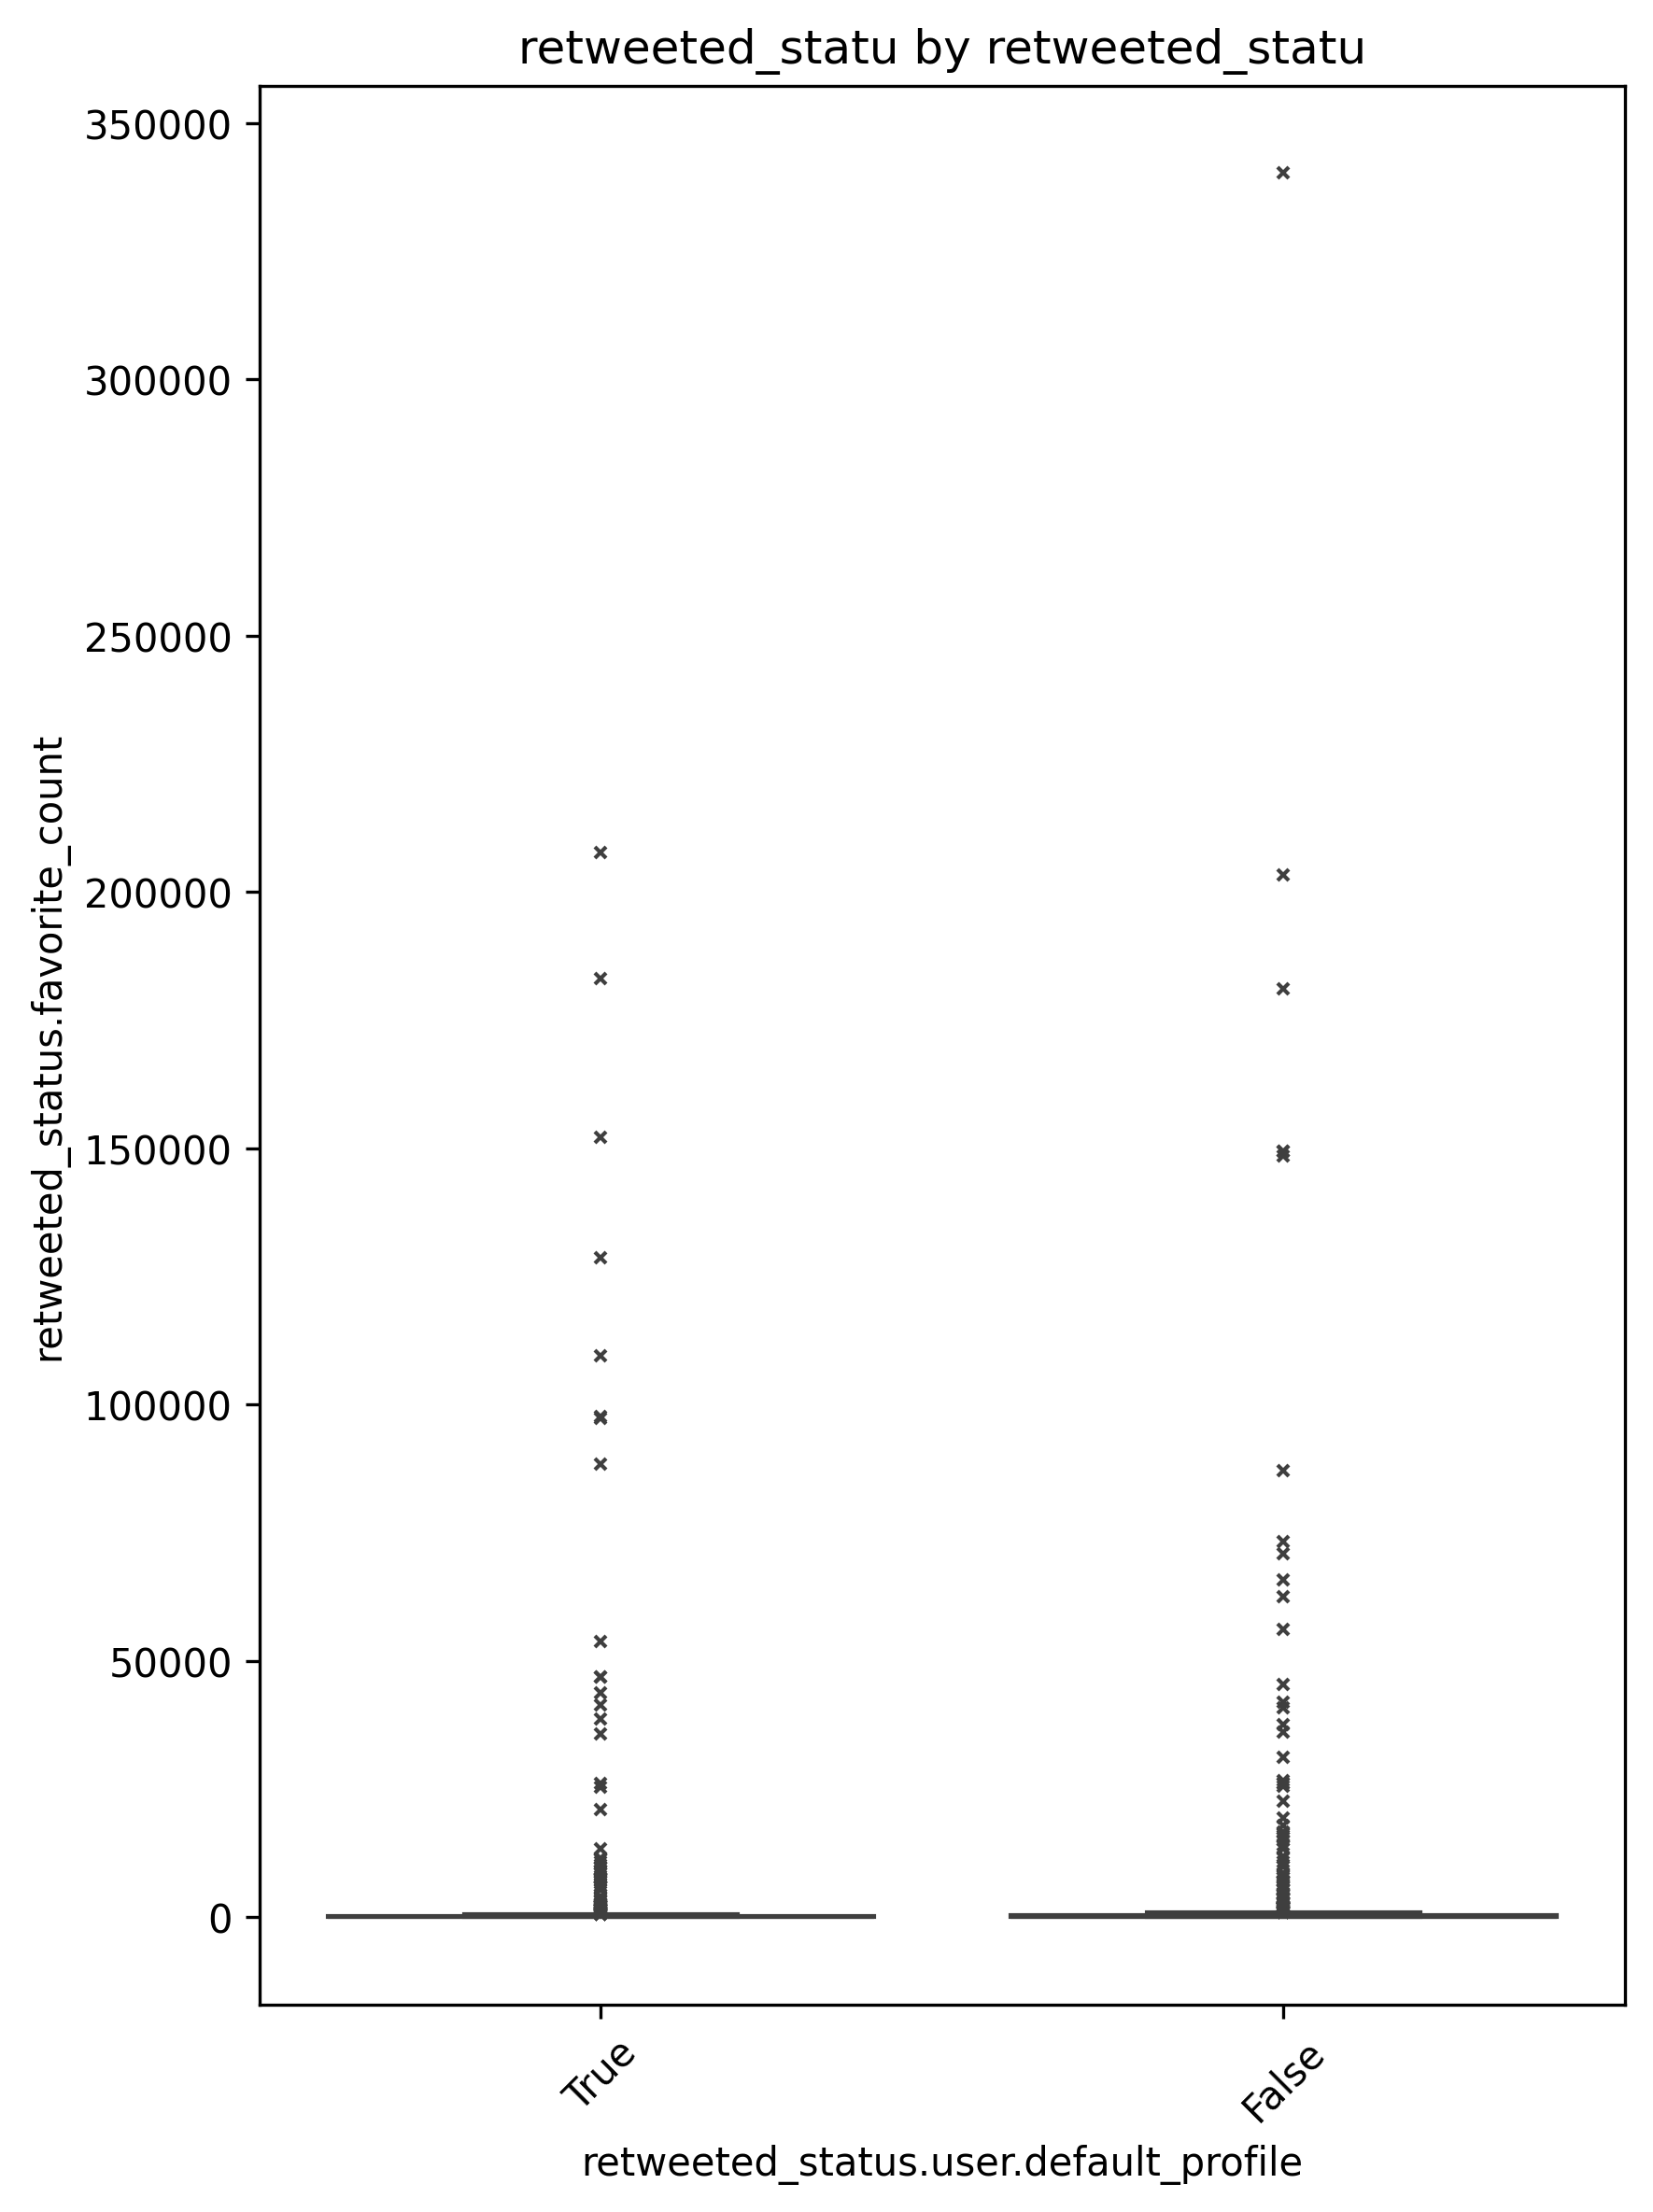 retweeted_statu by retweeted_statu
350000
300000
250000
200000
150000
100000
50000
0
retweeted_status.favorite_count
True
False
retweeted_status.user.default_profile